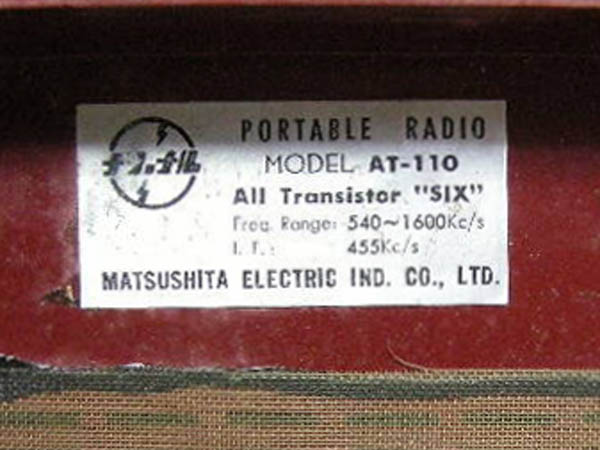 ナショナル
PORTABLE RADIO
MODEL AT-110
All Transistor "SIX"
Freq. Range: 540~1600Kc/s
I. F.: 455Kc/s
MATSUSHITA ELECTRIC IND. CO., LTD.